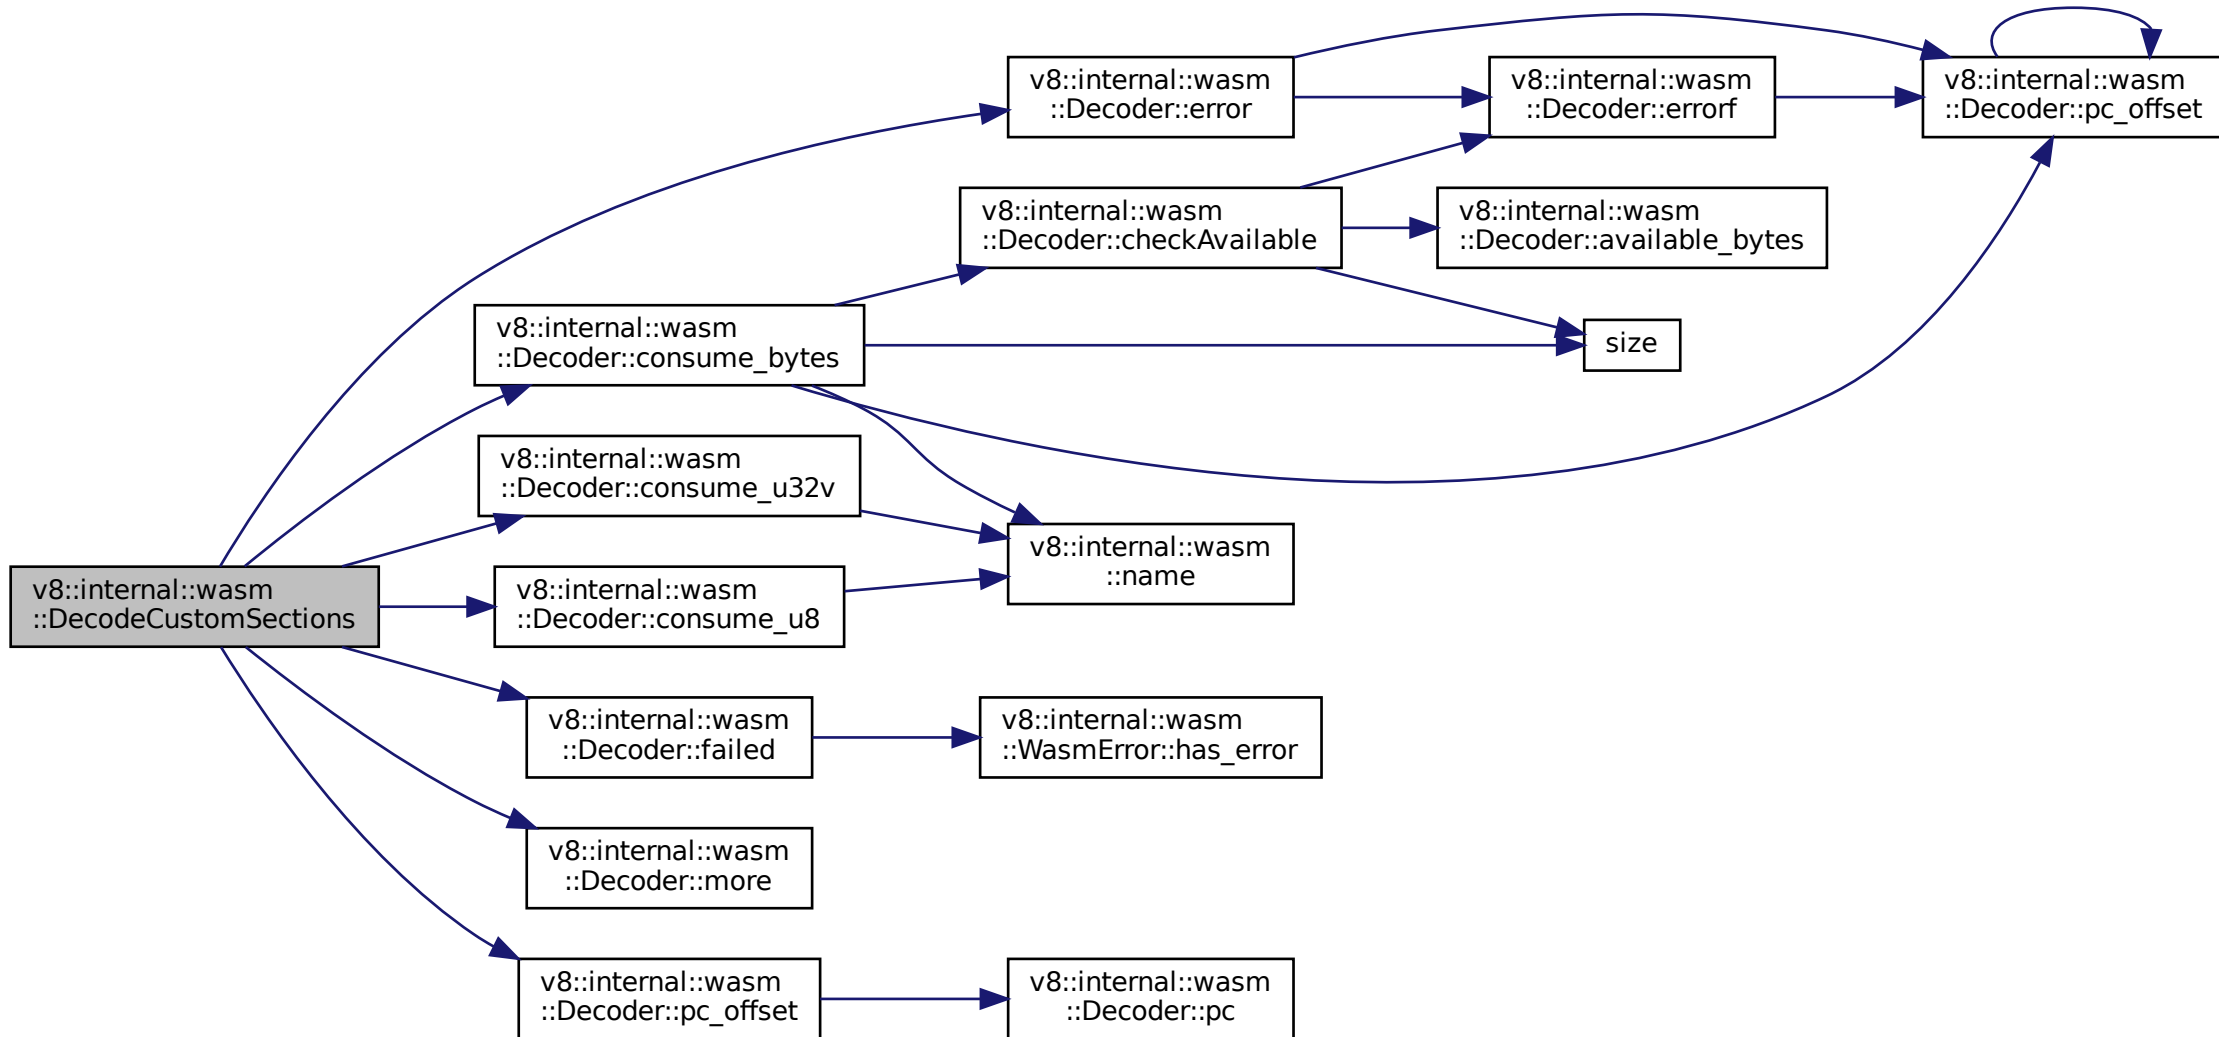 v8::internal::wasm
::DecodeCustomSections
v8::internal::wasm
::Decoder::error
v8::internal::wasm
::Decoder::errorf
v8::internal::wasm
::Decoder::pc_offset
v8::internal::wasm
::Decoder::consume_bytes
v8::internal::wasm
::Decoder::checkAvailable
v8::internal::wasm
::Decoder::available_bytes
size
v8::internal::wasm
::Decoder::consume_u32v
v8::internal::wasm
::name
v8::internal::wasm
::Decoder::consume_u8
v8::internal::wasm
::Decoder::failed
v8::internal::wasm
::WasmError::has_error
v8::internal::wasm
::Decoder::more
v8::internal::wasm
::Decoder::pc_offset
v8::internal::wasm
::Decoder::pc